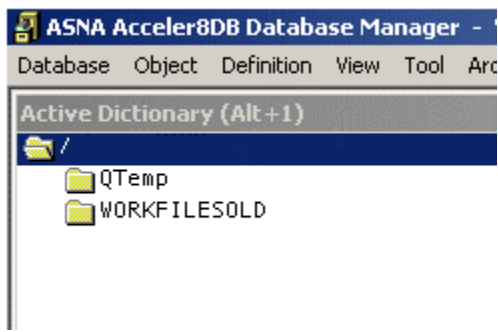 ASNA Acceler8DB Database Manager -
Database Object Definition View Tool
Active Dictionary (Alt+1)
/
QTemp
WORKFILESOLD